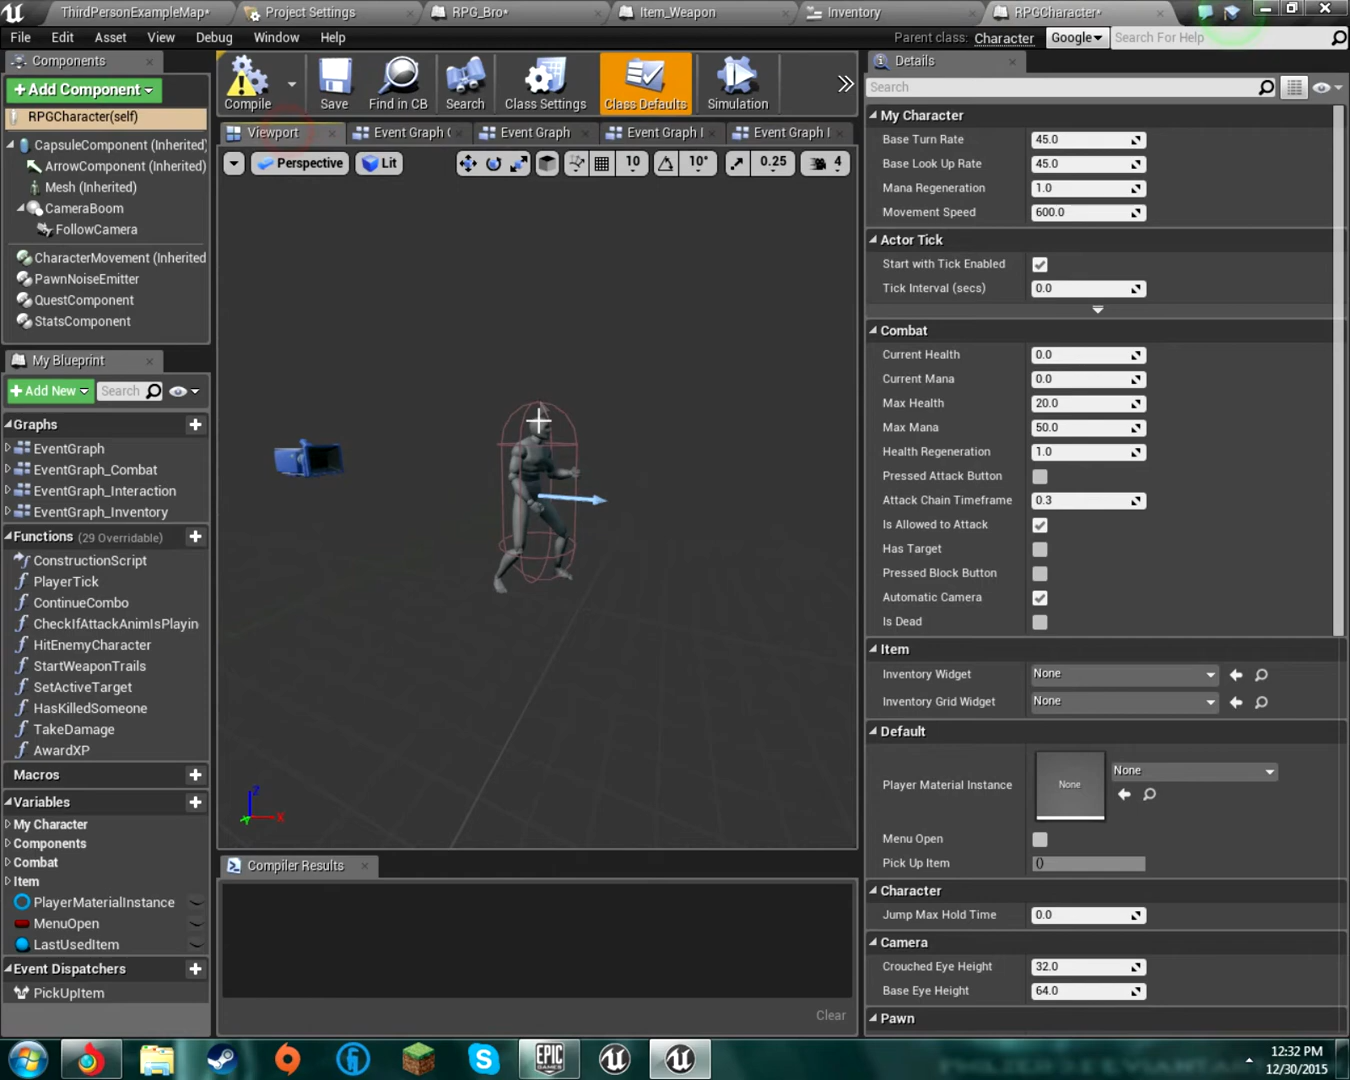 ThirdPersonExampleMap*
Project Settings
RPG_Bro*
Item_Weapon
Inventory
RPGCharacter*
File
Edit
Asset
View
Debug
Window
Help
Parent class: Character
Google
Search For Help
Components
+Add Component
RPGCharacter(self)
CapsuleComponent (Inherited)
ArrowComponent (Inherited)
Mesh (Inherited)
CameraBoom
FollowCamera
CharacterMovement (Inherited
PawnNoiseEmitter
QuestComponent
StatsComponent
My Blueprint
+Add New
Search
Graphs
EventGraph
EventGraph_Combat
EventGraph_Interaction
EventGraph_Inventory
Functions (29 Overridable)
ConstructionScript
PlayerTick
ContinueCombo
CheckIfAttackAnimIsPlayin
HitEnemyCharacter
StartWeaponTrails
SetActiveTarget
HasKilledSomeone
TakeDamage
AwardXP
Macros
Variables
My Character
Components
Combat
Item
PlayerMaterialInstance
MenuOpen
LastUsedItem
Event Dispatchers
PickUpItem
Compile
Save
Find in CB
Search
Class Settings
Class Defaults
Simulation
Viewport
Event Graph C
Event Graph
Event Graph I
Event Graph I
Perspective
Lit
10
10°
0.25
4
Z
X
Y
Compiler Results
Clear
Details
Search
My Character
Base Turn Rate 45.0
Base Look Up Rate 45.0
Mana Regeneration 1.0
Movement Speed 600.0
Actor Tick
Start with Tick Enabled
Tick Interval (secs) 0.0
Combat
Current Health 0.0
Current Mana 0.0
Max Health 20.0
Max Mana 50.0
Health Regeneration 1.0
Pressed Attack Button
Attack Chain Timeframe 0.3
Is Allowed to Attack
Has Target
Pressed Block Button
Automatic Camera
Is Dead
Item
Inventory Widget None
Inventory Grid Widget None
Default
Player Material Instance None None
Menu Open
Pick Up Item ()
Character
Jump Max Hold Time 0.0
Camera
Crouched Eye Height 32.0
Base Eye Height 64.0
Pawn
EPIC
GAMES
12:32 PM
12/30/2015